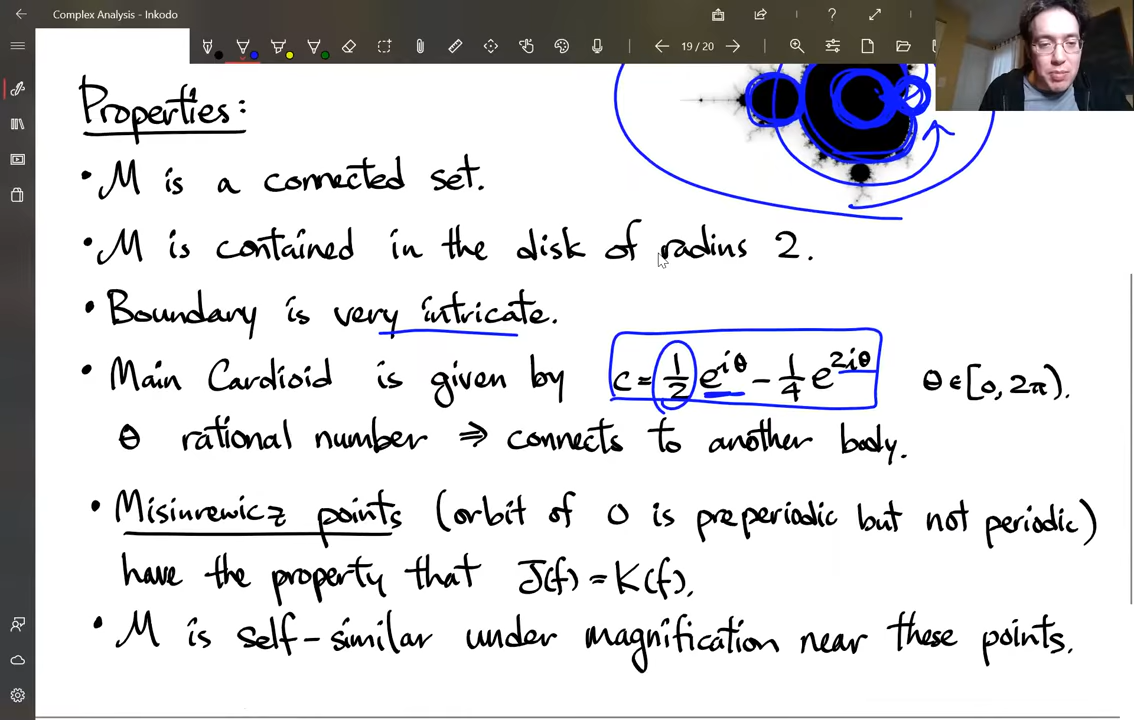 Complex Analysis - Inkodo
19 / 20
Properties:
• M is a connected set.
• M is contained in the disk of radius 2.
• Boundary is very intricate.
• Main Cardioid is given by c = 1/2 e^{iθ} - 1/4 e^{2iθ} θ ∈ [0, 2π).
θ rational number ⇒ connects to another body.
• Misiurewicz points (orbit of 0 is preperiodic but not periodic)
have the property that J(f) = K(f).
• M is self-similar under magnification near these points.